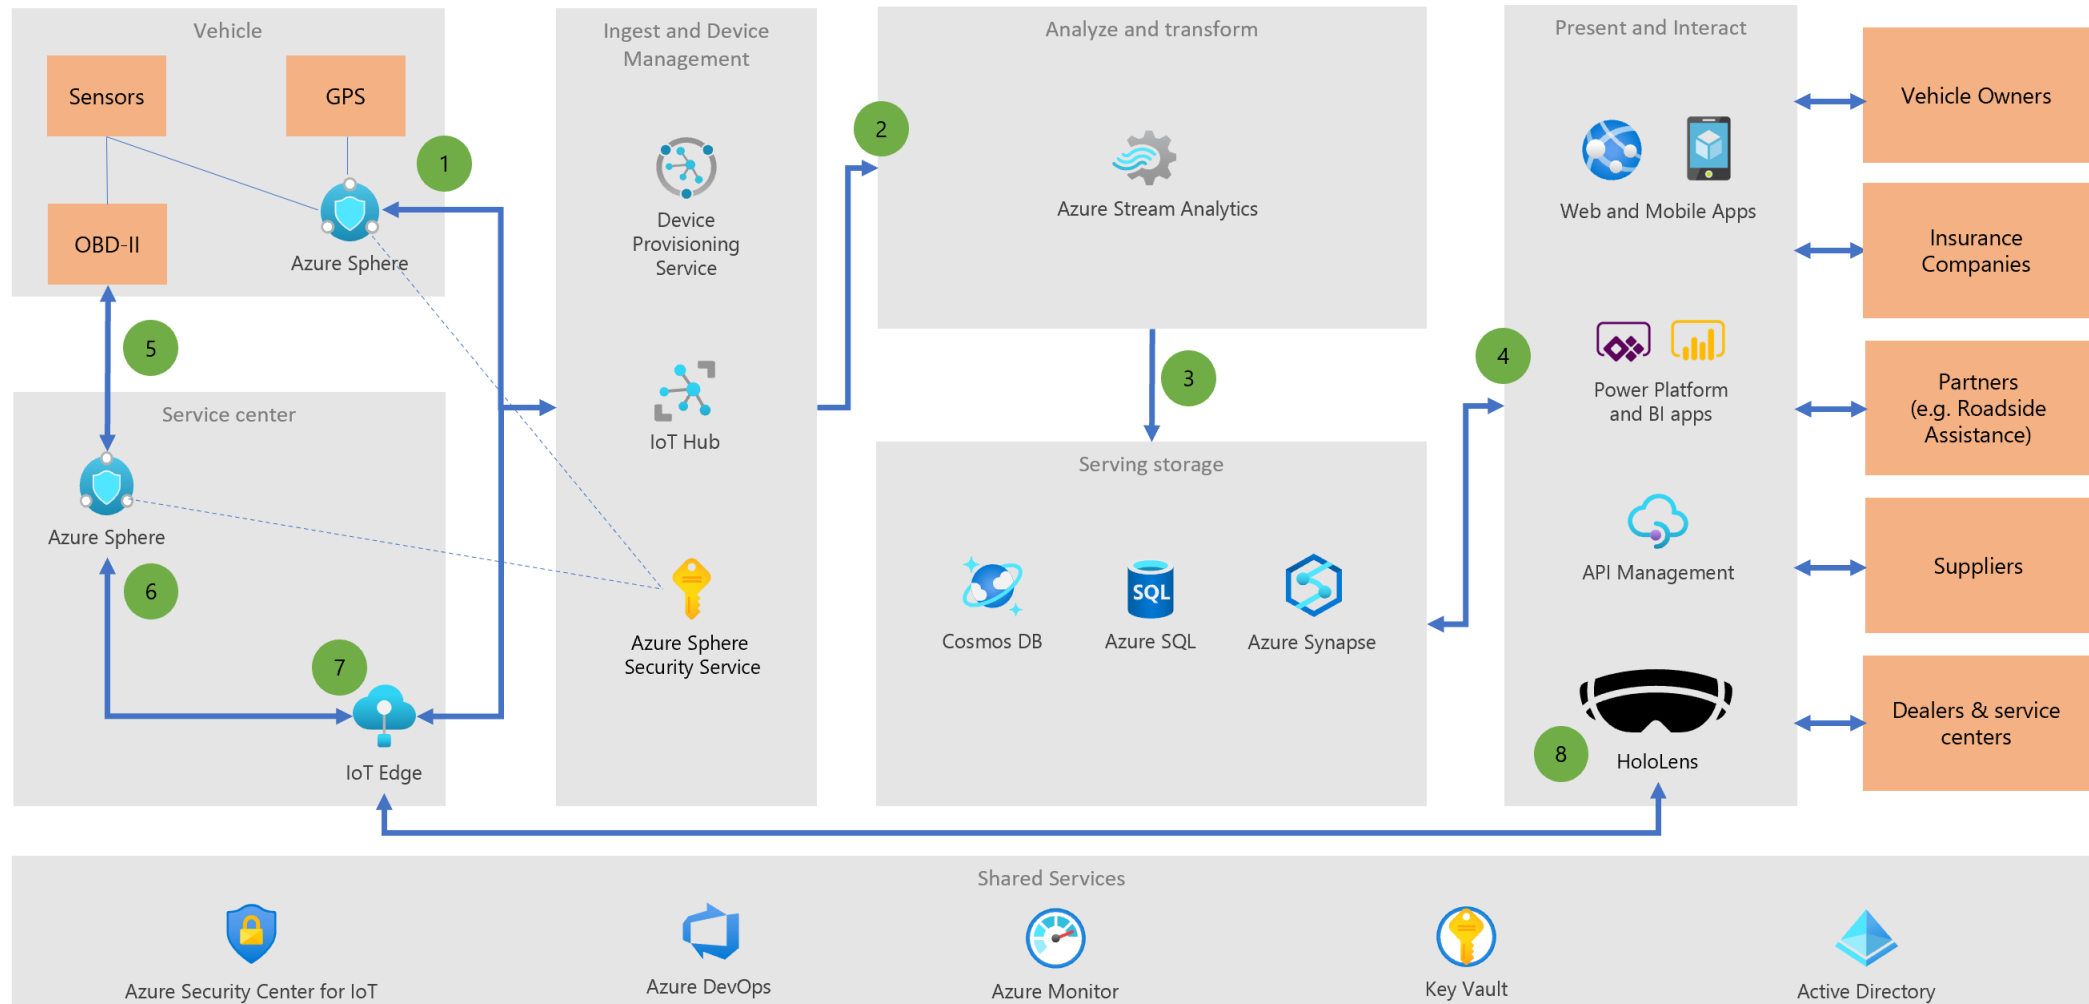 Vehicle
Sensors
GPS
1
OBD-II
Azure Sphere
5
Service center
Azure Sphere
6
7
IoT Edge
Ingest and Device
Management
Device
Provisioning
Service
IoT Hub
Azure Sphere
Security Service
2
Analyze and transform
Azure Stream Analytics
3
Serving storage
Cosmos DB
SQL
Azure SQL
Azure Synapse
4
Present and Interact
Web and Mobile Apps
Power Platform
and BI apps
API Management
8
HoloLens
Vehicle Owners
Insurance
Companies
Partners
(e.g. Roadside
Assistance)
Suppliers
Dealers & service
centers
Shared Services
Azure Security Center for IoT
Azure DevOps
Azure Monitor
Key Vault
Active Directory